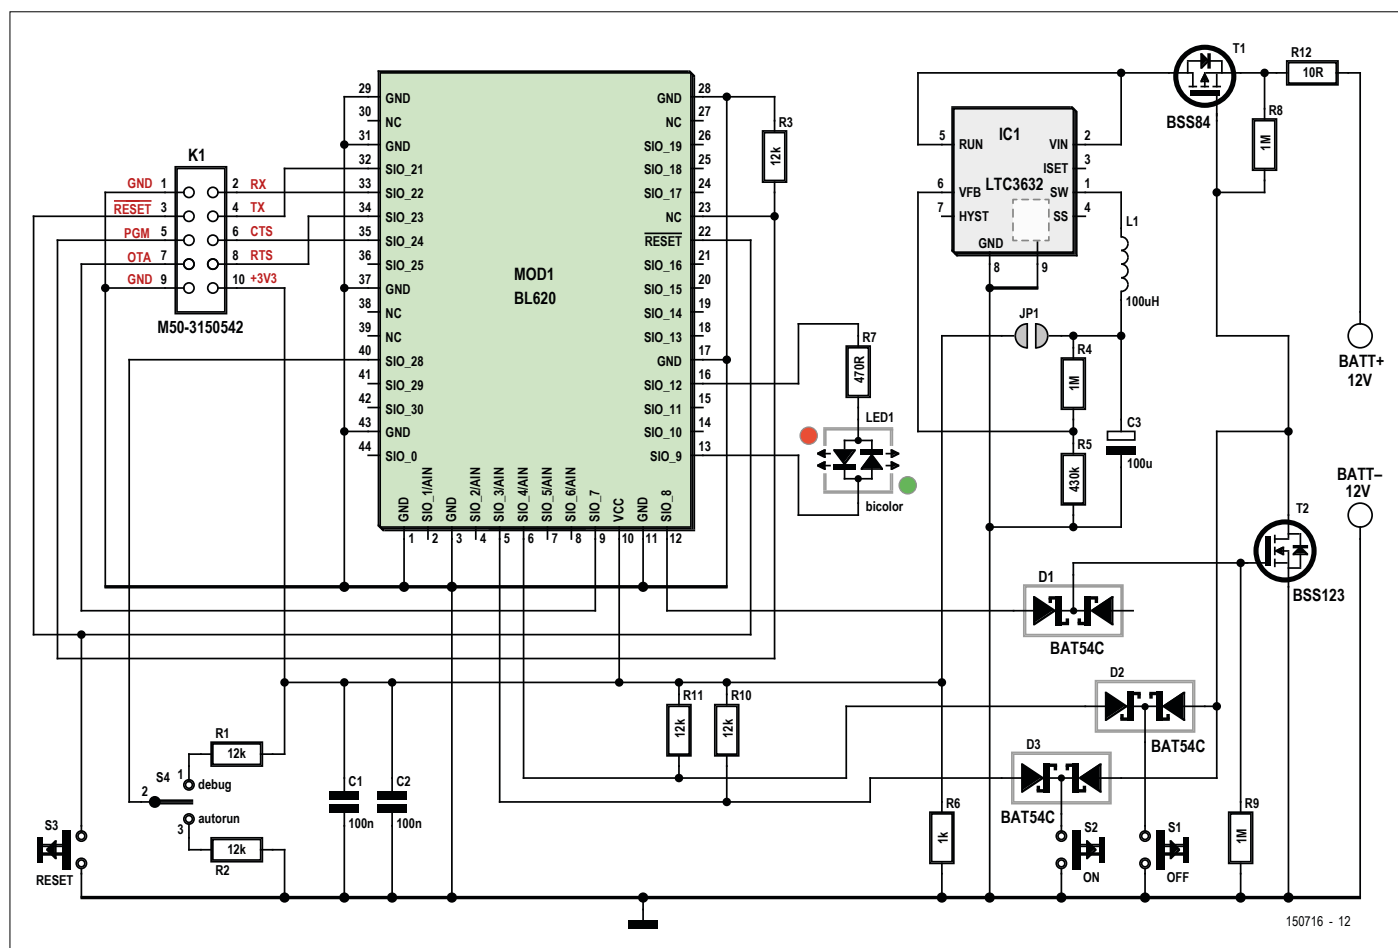 K1
GND 1
2 RX
RESET 3
4 TX
PGM 5
6 CTS
OTA 7
8 RTS
GND 9
10 +3V3
M50-3150542
MOD1
BL620
29 GND
30 NC
31 GND
32 SIO_21
33 SIO_22
34 SIO_23
35 SIO_24
36 SIO_25
37 GND
38 NC
39 NC
40 SIO_28
41 SIO_29
42 SIO_30
43 GND
44 SIO_0
GND 28
NC 27
SIO_19 26
SIO_18 25
SIO_17 24
NC 23
RESET 22
SIO_16 21
SIO_15 20
SIO_14 19
SIO_13 18
GND 17
SIO_12 16
SIO_11 15
SIO_10 14
SIO_9 13
GND 1
SIO_1/AIN 2
GND 3
SIO_2/AIN 4
SIO_3/AIN 5
SIO_4/AIN 6
SIO_5/AIN 7
SIO_6/AIN 8
SIO_7 9
VCC 10
GND 11
SIO_8 12
R3
12k
R7
470R
LED1
bicolor
IC1
LTC3632
5 RUN
6 VFB
7 HYST
VIN 2
ISET 3
SW 1
SS 4
GND
8
9
T1
BSS84
R12
10R
R8
1M
L1
100uH
JP1
R4
1M
R5
430k
C3
100u
BATT+
12V
BATT–
12V
T2
BSS123
D1
BAT54C
D2
BAT54C
D3
BAT54C
R11
12k
R10
12k
R1
12k
S4
1
debug
2
autorun
3
12k
R2
C1
100n
C2
100n
S3
RESET
R6
1k
S2
ON
S1
OFF
R9
1M
150716 - 12